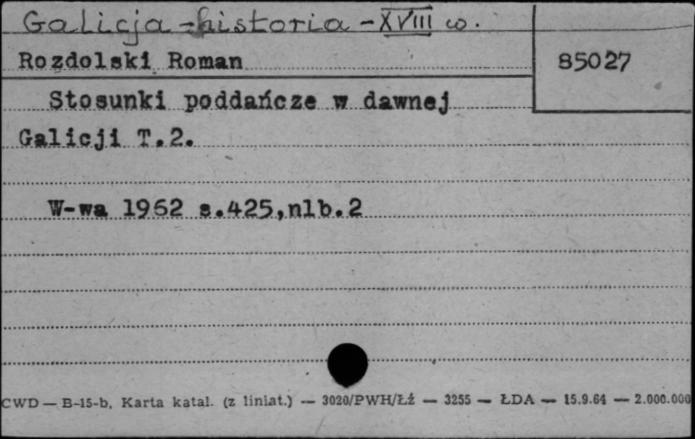 Galicja - historia - XVIII w.
Rozdolski Roman
85027
Stosunki poddańcze w dawnej
Galicji T.2.
W-wa 1962 s.425,nlb.2
CWD — B-15-b, Karta katal. (z liniat.) — 3020/PWH/Łź — 3255 — ŁDA — 15.9.64 — 2.000.000